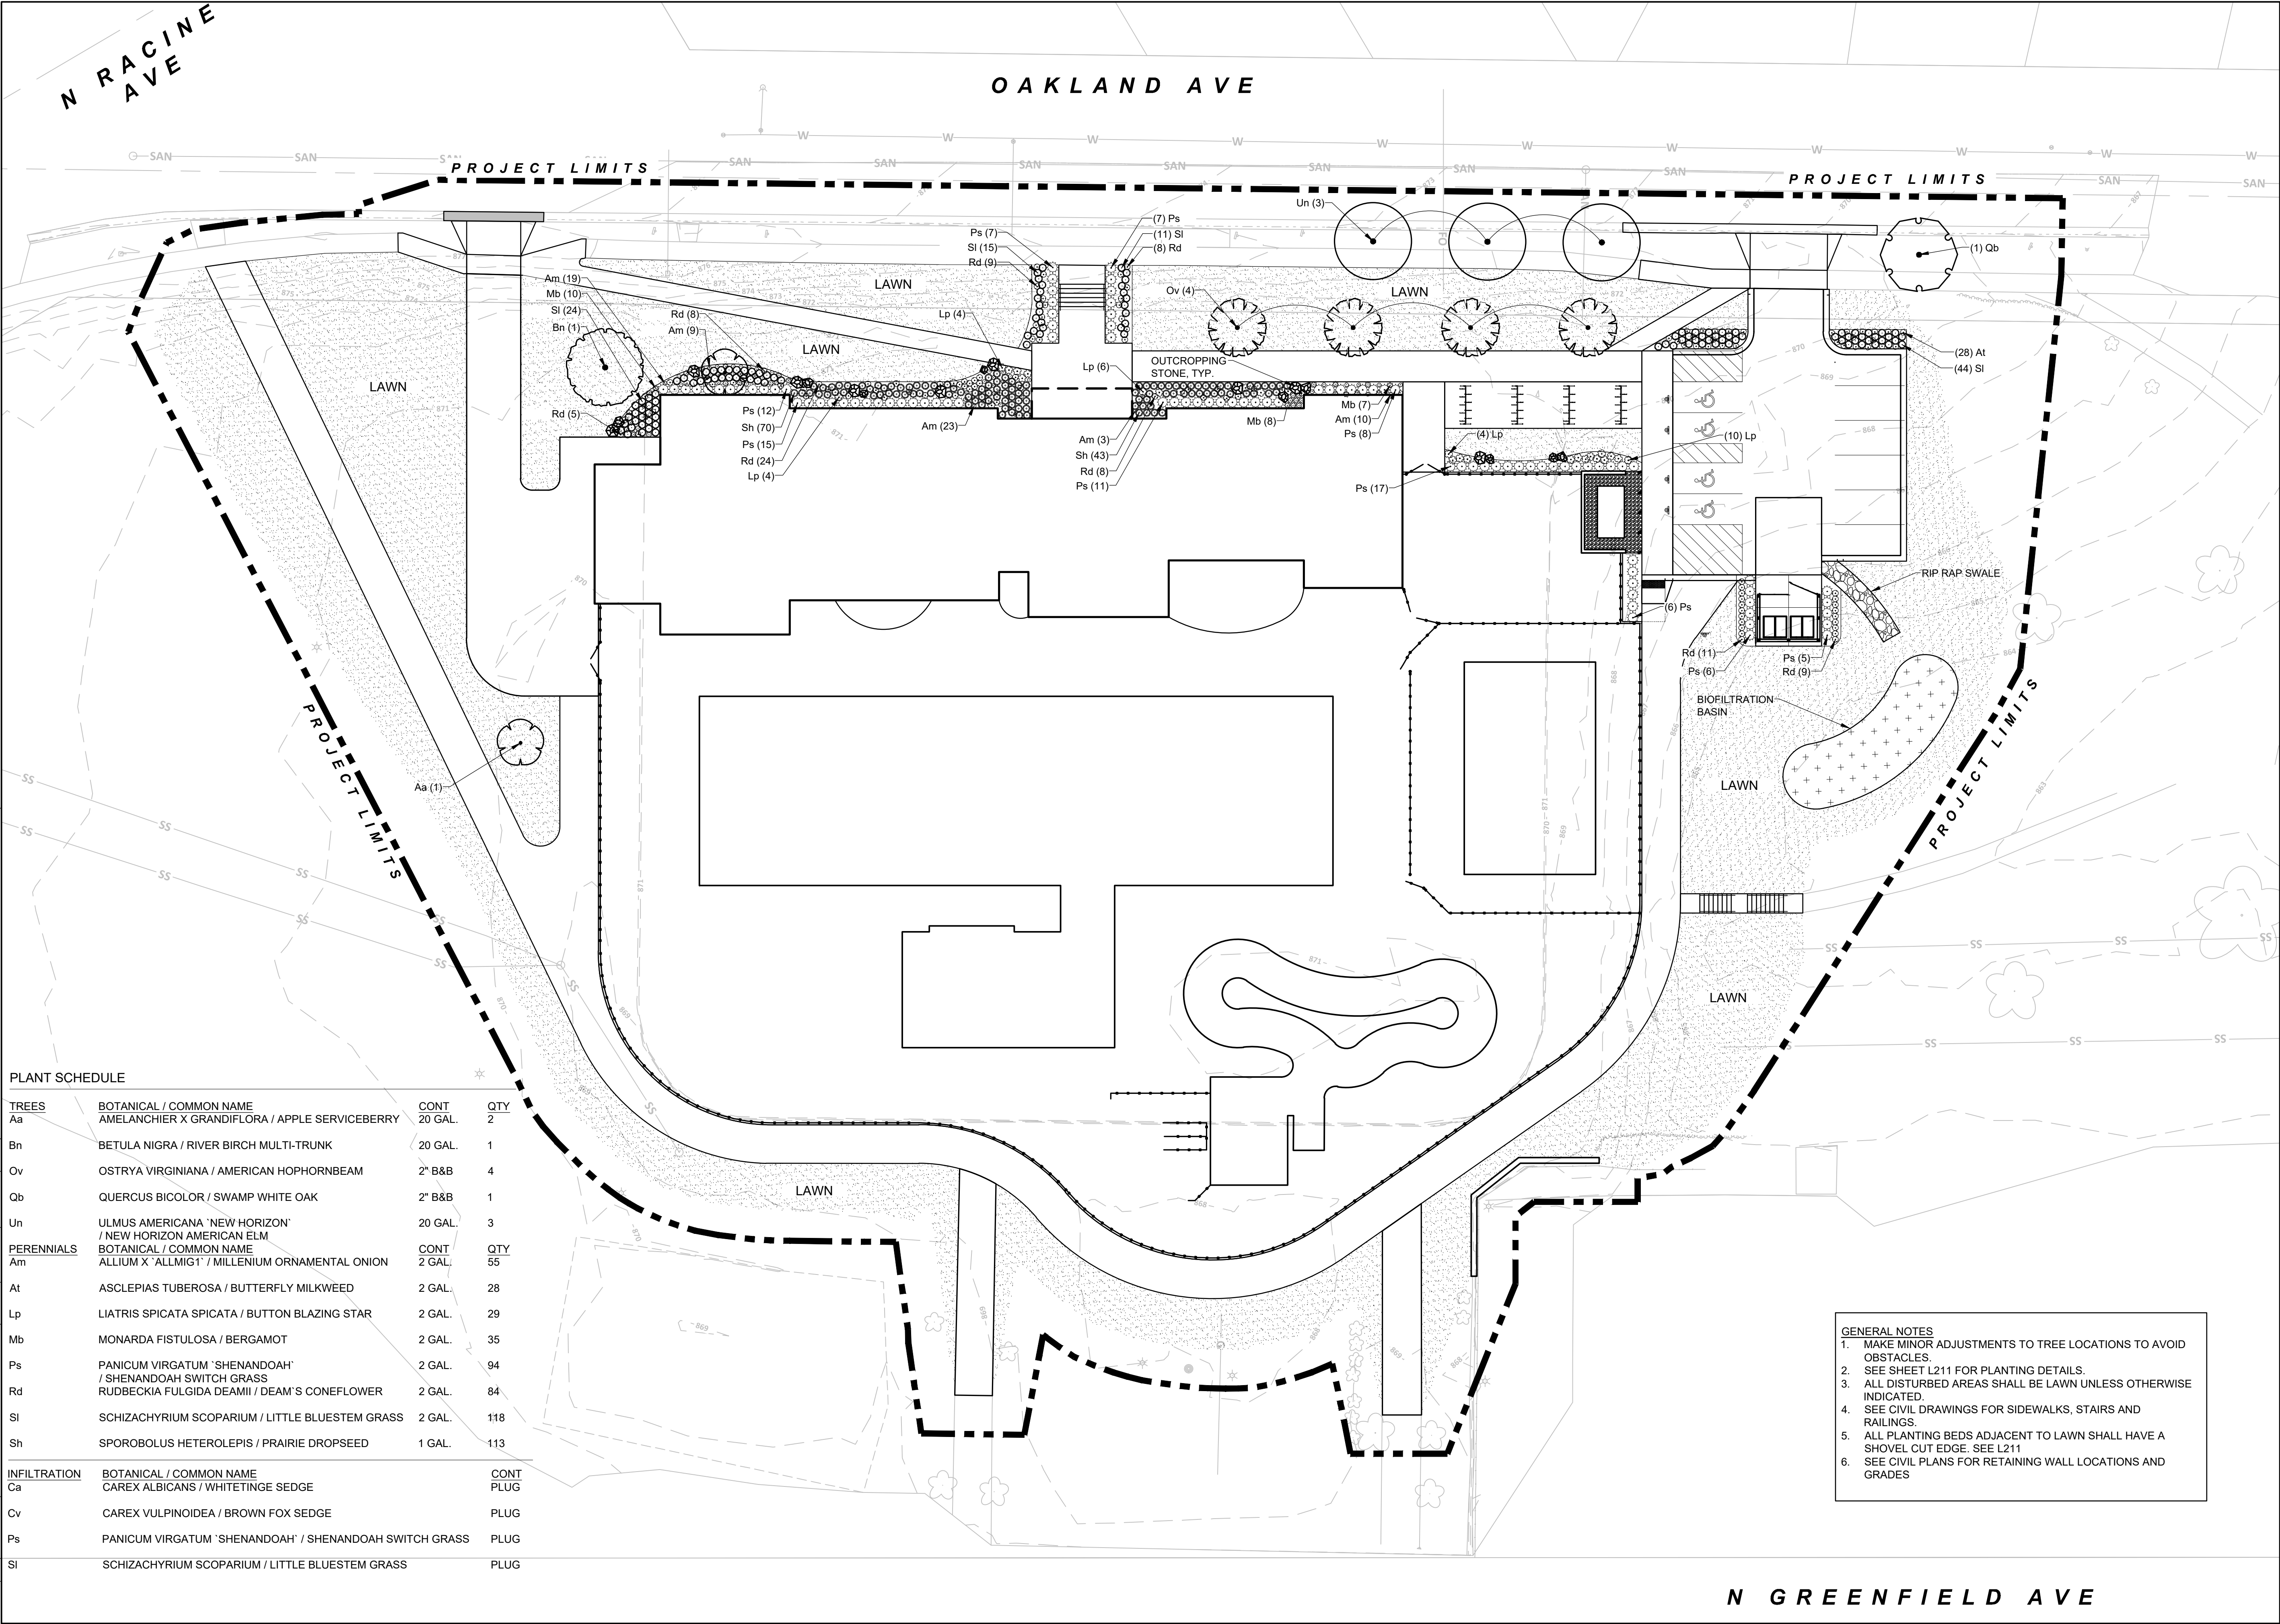 N RACINE
AVE
OAKLAND AVE
W W W W W W W W W W W
SAN SAN SAN SAN SAN SAN SAN SAN SAN SAN SAN SAN
PROJECT LIMITS
PROJECT LIMITS
Un (3)
(7) Ps
(11) Sl
(8) Rd
Ps (7)
Sl (15)
Rd (9)
(1) Qb
Am (19)
Mb (10)
Sl (24)
Bn (1)
LAWN
Ov (4)
LAWN
Rd (8)
Am (9)
Lp (4)
LAWN
OUTCROPPING
STONE, TYP.
Lp (6)
(28) At
(44) Sl
LAWN
Rd (5)
Ps (12)
Sh (70)
Ps (15)
Rd (24)
Lp (4)
Am (23)
Am (3)
Sh (43)
Rd (8)
Ps (11)
Mb (8)
Mb (7)
Am (10)
Ps (8)
(4) Lp
(10) Lp
Ps (17)
RIP RAP SWALE
(6) Ps
Rd (11)
Ps (6)
Ps (5)
Rd (9)
BIOFILTRATION
BASIN
PROJECT LIMITS
PROJECT LIMITS
LAWN
Aa (1)
LAWN
LAWN
PLANT SCHEDULE
TREES BOTANICAL / COMMON NAME CONT QTY
Aa AMELANCHIER X GRANDIFLORA / APPLE SERVICEBERRY 20 GAL. 2
Bn BETULA NIGRA / RIVER BIRCH MULTI-TRUNK 20 GAL. 1
Ov OSTRYA VIRGINIANA / AMERICAN HOPHORNBEAM 2" B&B 4
Qb QUERCUS BICOLOR / SWAMP WHITE OAK 2" B&B 1
Un ULMUS AMERICANA `NEW HORIZON` 20 GAL. 3
/ NEW HORIZON AMERICAN ELM
PERENNIALS BOTANICAL / COMMON NAME CONT QTY
Am ALLIUM X `ALLMIG1` / MILLENIUM ORNAMENTAL ONION 2 GAL. 55
At ASCLEPIAS TUBEROSA / BUTTERFLY MILKWEED 2 GAL. 28
Lp LIATRIS SPICATA SPICATA / BUTTON BLAZING STAR 2 GAL. 29
Mb MONARDA FISTULOSA / BERGAMOT 2 GAL. 35
Ps PANICUM VIRGATUM `SHENANDOAH` 2 GAL. 94
/ SHENANDOAH SWITCH GRASS
Rd RUDBECKIA FULGIDA DEAMII / DEAM`S CONEFLOWER 2 GAL. 84
Sl SCHIZACHYRIUM SCOPARIUM / LITTLE BLUESTEM GRASS 2 GAL. 118
Sh SPOROBOLUS HETEROLEPIS / PRAIRIE DROPSEED 1 GAL. 113
INFILTRATION BOTANICAL / COMMON NAME CONT
Ca CAREX ALBICANS / WHITETINGE SEDGE PLUG
Cv CAREX VULPINOIDEA / BROWN FOX SEDGE PLUG
Ps PANICUM VIRGATUM `SHENANDOAH` / SHENANDOAH SWITCH GRASS PLUG
Sl SCHIZACHYRIUM SCOPARIUM / LITTLE BLUESTEM GRASS PLUG
GENERAL NOTES
1. MAKE MINOR ADJUSTMENTS TO TREE LOCATIONS TO AVOID
OBSTACLES.
2. SEE SHEET L211 FOR PLANTING DETAILS.
3. ALL DISTURBED AREAS SHALL BE LAWN UNLESS OTHERWISE
INDICATED.
4. SEE CIVIL DRAWINGS FOR SIDEWALKS, STAIRS AND
RAILINGS.
5. ALL PLANTING BEDS ADJACENT TO LAWN SHALL HAVE A
SHOVEL CUT EDGE. SEE L211
6. SEE CIVIL PLANS FOR RETAINING WALL LOCATIONS AND
GRADES
N GREENFIELD AVE